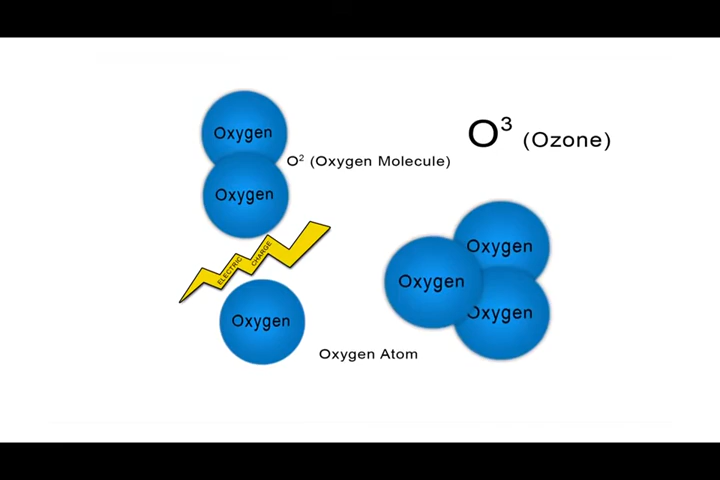 Oxygen
Oxygen
O² (Oxygen Molecule)
ELECTRIC CHARGE
Oxygen
Oxygen Atom
O³ (Ozone)
Oxygen
Oxygen
Oxygen